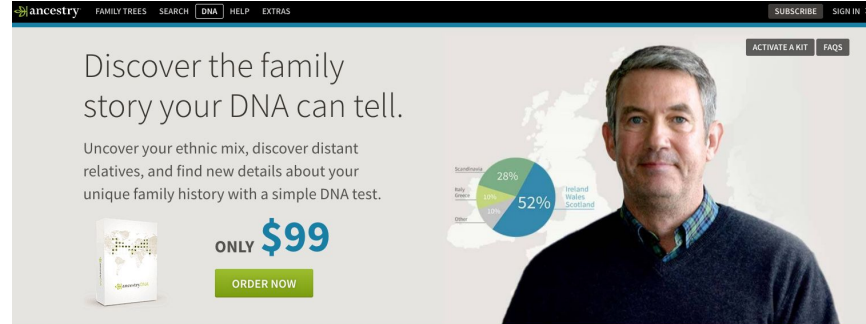 ancestry FAMILY TREES SEARCH DNA HELP EXTRAS SUBSCRIBE SIGN IN
ACTIVATE A KIT FAQS
Discover the family
story your DNA can tell.
Uncover your ethnic mix, discover distant
relatives, and find new details about your
unique family history with a simple DNA test.
Scandinavia
28%
Italy
Greece
10%
Other
10%
52%
Ireland
Wales
Scotland
ancestryDNA
ONLY $99
ORDER NOW